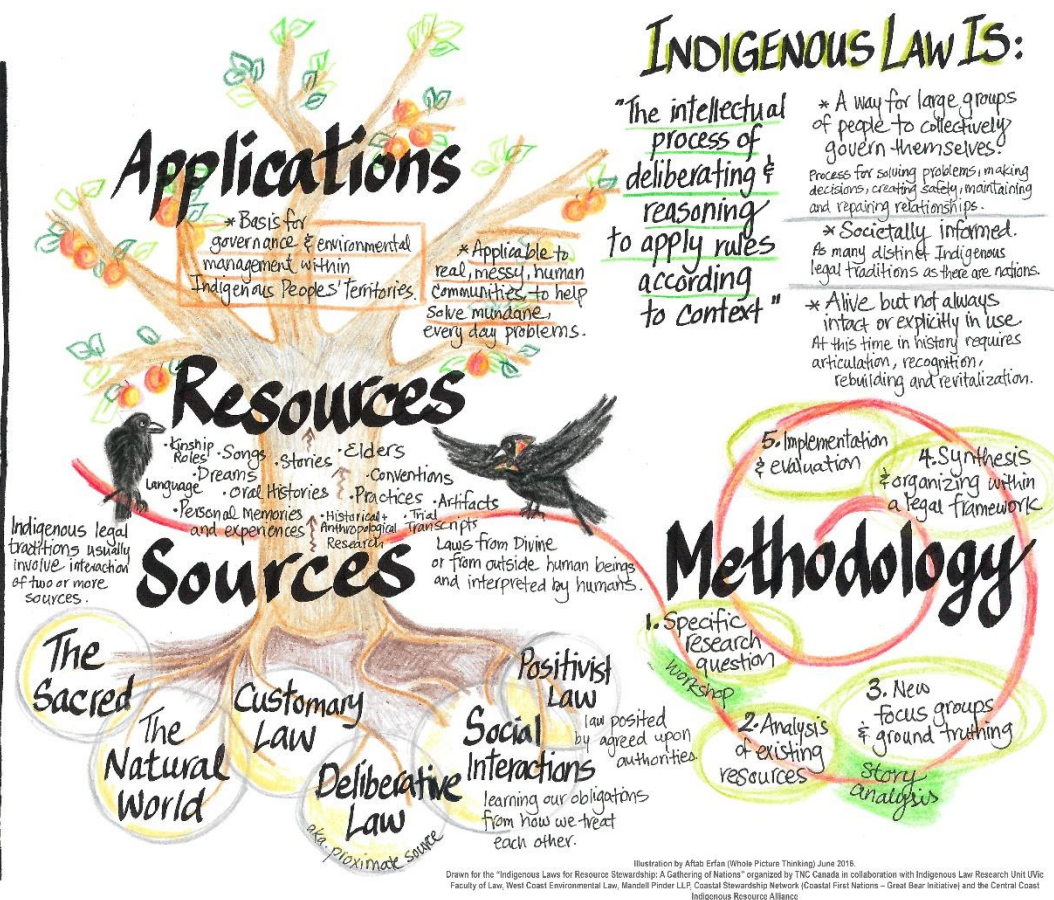 INDIGENOUS LAW IS:
"The intellectual
process of
deliberating &
reasoning
to apply rules
according
to context"
* A way for large groups
of people to collectively
govern themselves.
Process for solving problems, making
decisions, creating safety, maintaining
and repairing relationships.
* Societally informed.
As many distinct Indigenous
legal traditions as there are nations.
* Alive but not always
intact or explicitly in use.
At this time in history requires
articulation, recognition,
rebuilding and revitalization.
Applications
* Basis for
governance & environmental
management within
Indigenous Peoples' Territories.
* Applicable to
real, messy, human
communities, to help
solve mundane,
every day problems.
Resources
• Kinship
Roles
• Songs
• Stories
• Elders
• Dreams
• Conventions
Language
• Oral Histories
• Practices
• Artifacts
• Personal Memories
and experiences
• Historical +
Anthropological
Research
• Trial
Transcripts
Sources
Indigenous legal
traditions usually
involve interaction
of two or more
sources.
Laws from Divine
or from outside human beings
and interpreted by humans.
The
Sacred
The
Natural
World
Customary
Law
Deliberative
Law
aka. proximate source
Social
Interactions
learning our obligations
from how we treat
each other.
Positivist
Law
law posited
by agreed upon
authorities.
Methodology
1. Specific
research
question
workshop
2. Analysis
of existing
resources
3. New
focus groups
& ground truthing
Story
analysis
4. Synthesis
& organizing within
a legal framework
5. Implementation
& evaluation
Illustration by Aftab Erfan (Whole Picture Thinking) June 2016.
Drawn for the "Indigenous Laws for Resource Stewardship: A Gathering of Nations" organized by TNC Canada in collaboration with Indigenous Law Research Unit UVic
Faculty of Law, West Coast Environmental Law, Mandell Pinder LLP, Coastal Stewardship Network (Coastal First Nations – Great Bear Initiative) and the Central Coast
Indigenous Resource Alliance